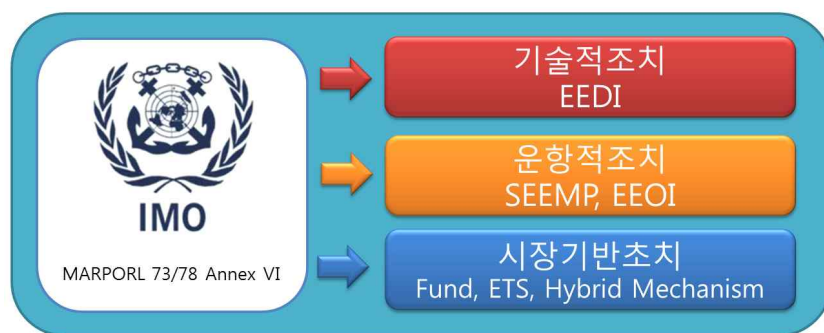 IMO
MARPORL 73/78 Annex VI
기술적조치
EEDI
운항적조치
SEEMP, EEOI
시장기반초치
Fund, ETS, Hybrid Mechanism